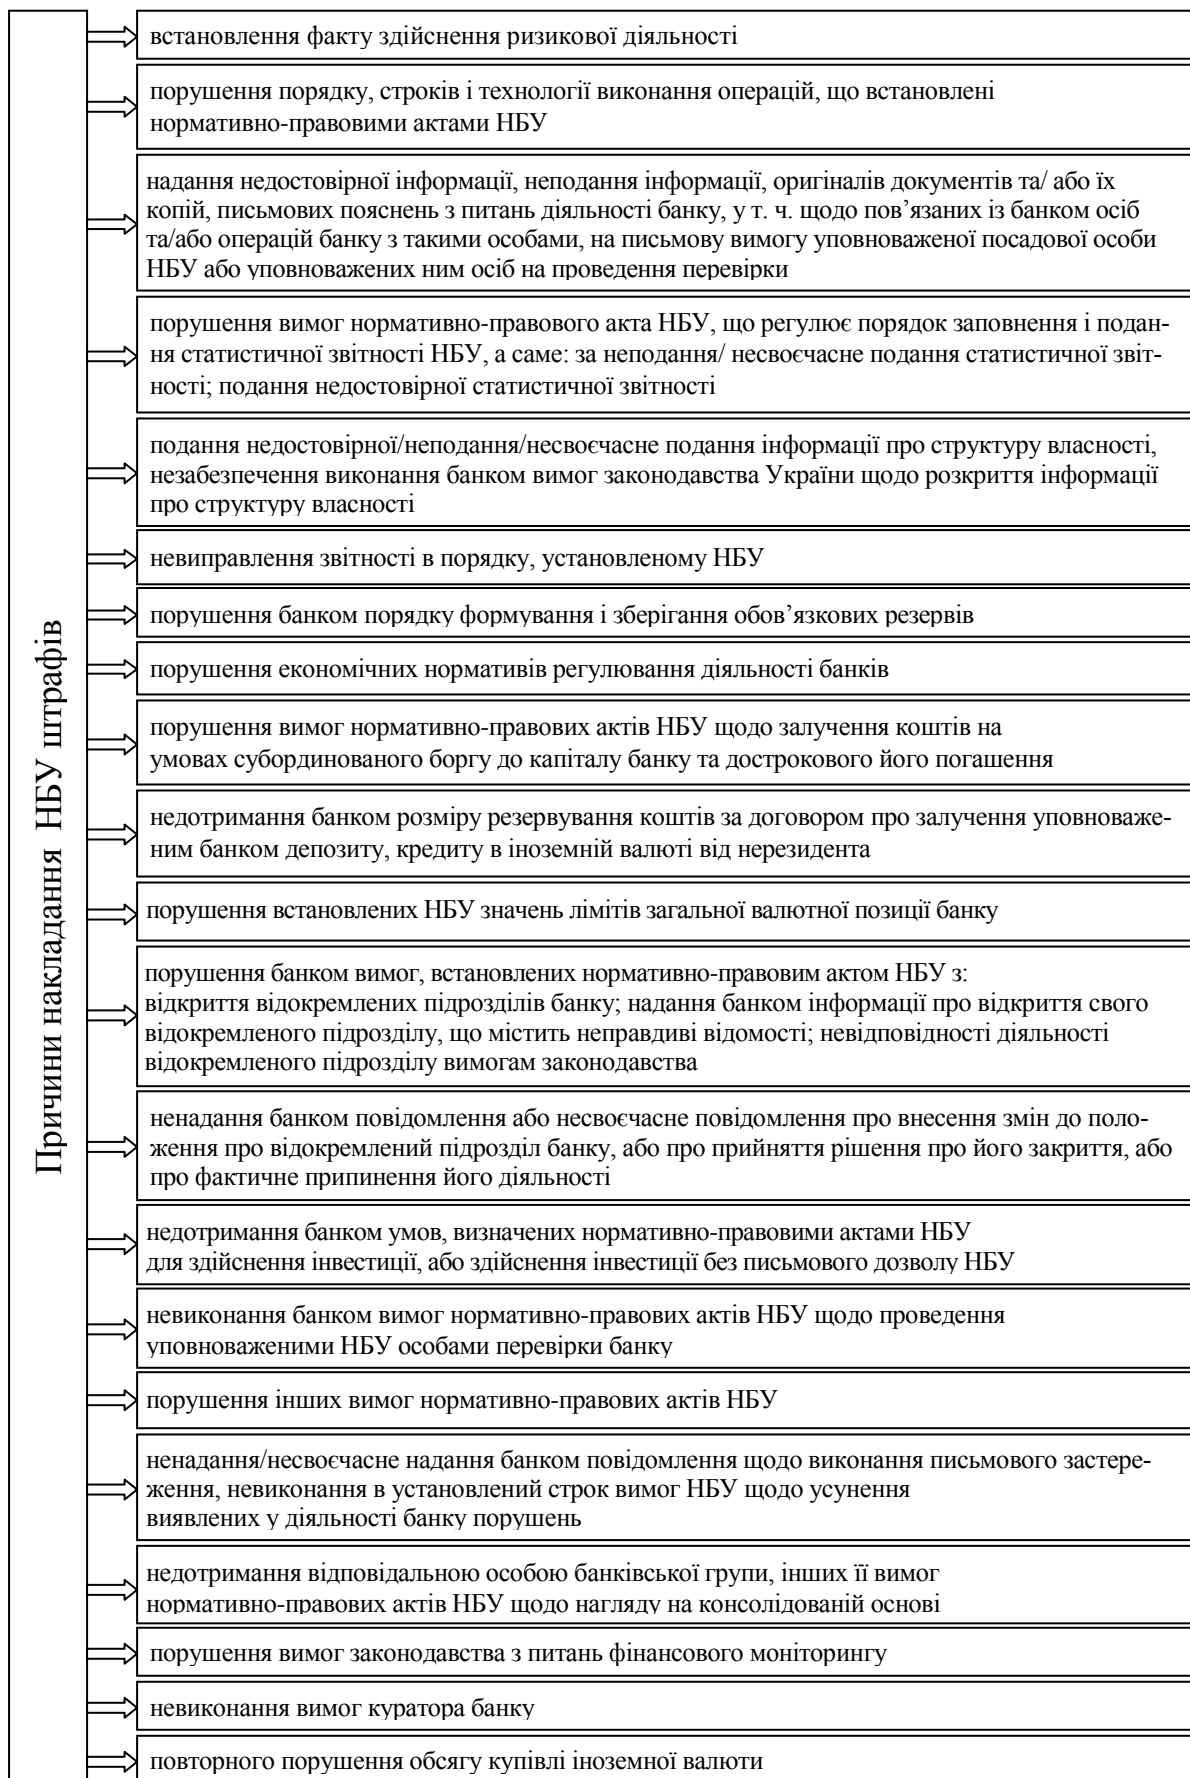 Причини накладання НБУ штрафів
встановлення факту здійснення ризикової діяльності
порушення порядку, строків і технології виконання операцій, що встановлені
нормативно-правовими актами НБУ
надання недостовірної інформації, неподання інформації, оригіналів документів та/ або їх
копій, письмових пояснень з питань діяльності банку, у т. ч. щодо пов’язаних із банком осіб
та/або операцій банку з такими особами, на письмову вимогу уповноваженої посадової особи
НБУ або уповноважених ним осіб на проведення перевірки
порушення вимог нормативно-правового акта НБУ, що регулює порядок заповнення і подан-
ня статистичної звітності НБУ, а саме: за неподання/ несвоєчасне подання статистичної звіт-
ності; подання недостовірної статистичної звітності
подання недостовірної/неподання/несвоєчасне подання інформації про структуру власності,
незабезпечення виконання банком вимог законодавства України щодо розкриття інформації
про структуру власності
невиправлення звітності в порядку, установленому НБУ
порушення банком порядку формування і зберігання обов’язкових резервів
порушення економічних нормативів регулювання діяльності банків
порушення вимог нормативно-правових актів НБУ щодо залучення коштів на
умовах субординованого боргу до капіталу банку та дострокового його погашення
недотримання банком розміру резервування коштів за договором про залучення уповноваже-
ним банком депозиту, кредиту в іноземній валюті від нерезидента
порушення встановлених НБУ значень лімітів загальної валютної позиції банку
порушення банком вимог, встановлених нормативно-правовим актом НБУ з:
відкриття відокремлених підрозділів банку; надання банком інформації про відкриття свого
відокремленого підрозділу, що містить неправдиві відомості; невідповідності діяльності
відокремленого підрозділу вимогам законодавства
ненадання банком повідомлення або несвоєчасне повідомлення про внесення змін до поло-
ження про відокремлений підрозділ банку, або про прийняття рішення про його закриття, або
про фактичне припинення його діяльності
недотримання банком умов, визначених нормативно-правовими актами НБУ
для здійснення інвестиції, або здійснення інвестиції без письмового дозволу НБУ
невиконання банком вимог нормативно-правових актів НБУ щодо проведення
уповноваженими НБУ особами перевірки банку
порушення інших вимог нормативно-правових актів НБУ
ненадання/несвоєчасне надання банком повідомлення щодо виконання письмового застере-
ження, невиконання в установлений строк вимог НБУ щодо усунення
виявлених у діяльності банку порушень
недотримання відповідальною особою банківської групи, інших її вимог
нормативно-правових актів НБУ щодо нагляду на консолідованій основі
порушення вимог законодавства з питань фінансового моніторингу
невиконання вимог куратора банку
повторного порушення обсягу купівлі іноземної валюти